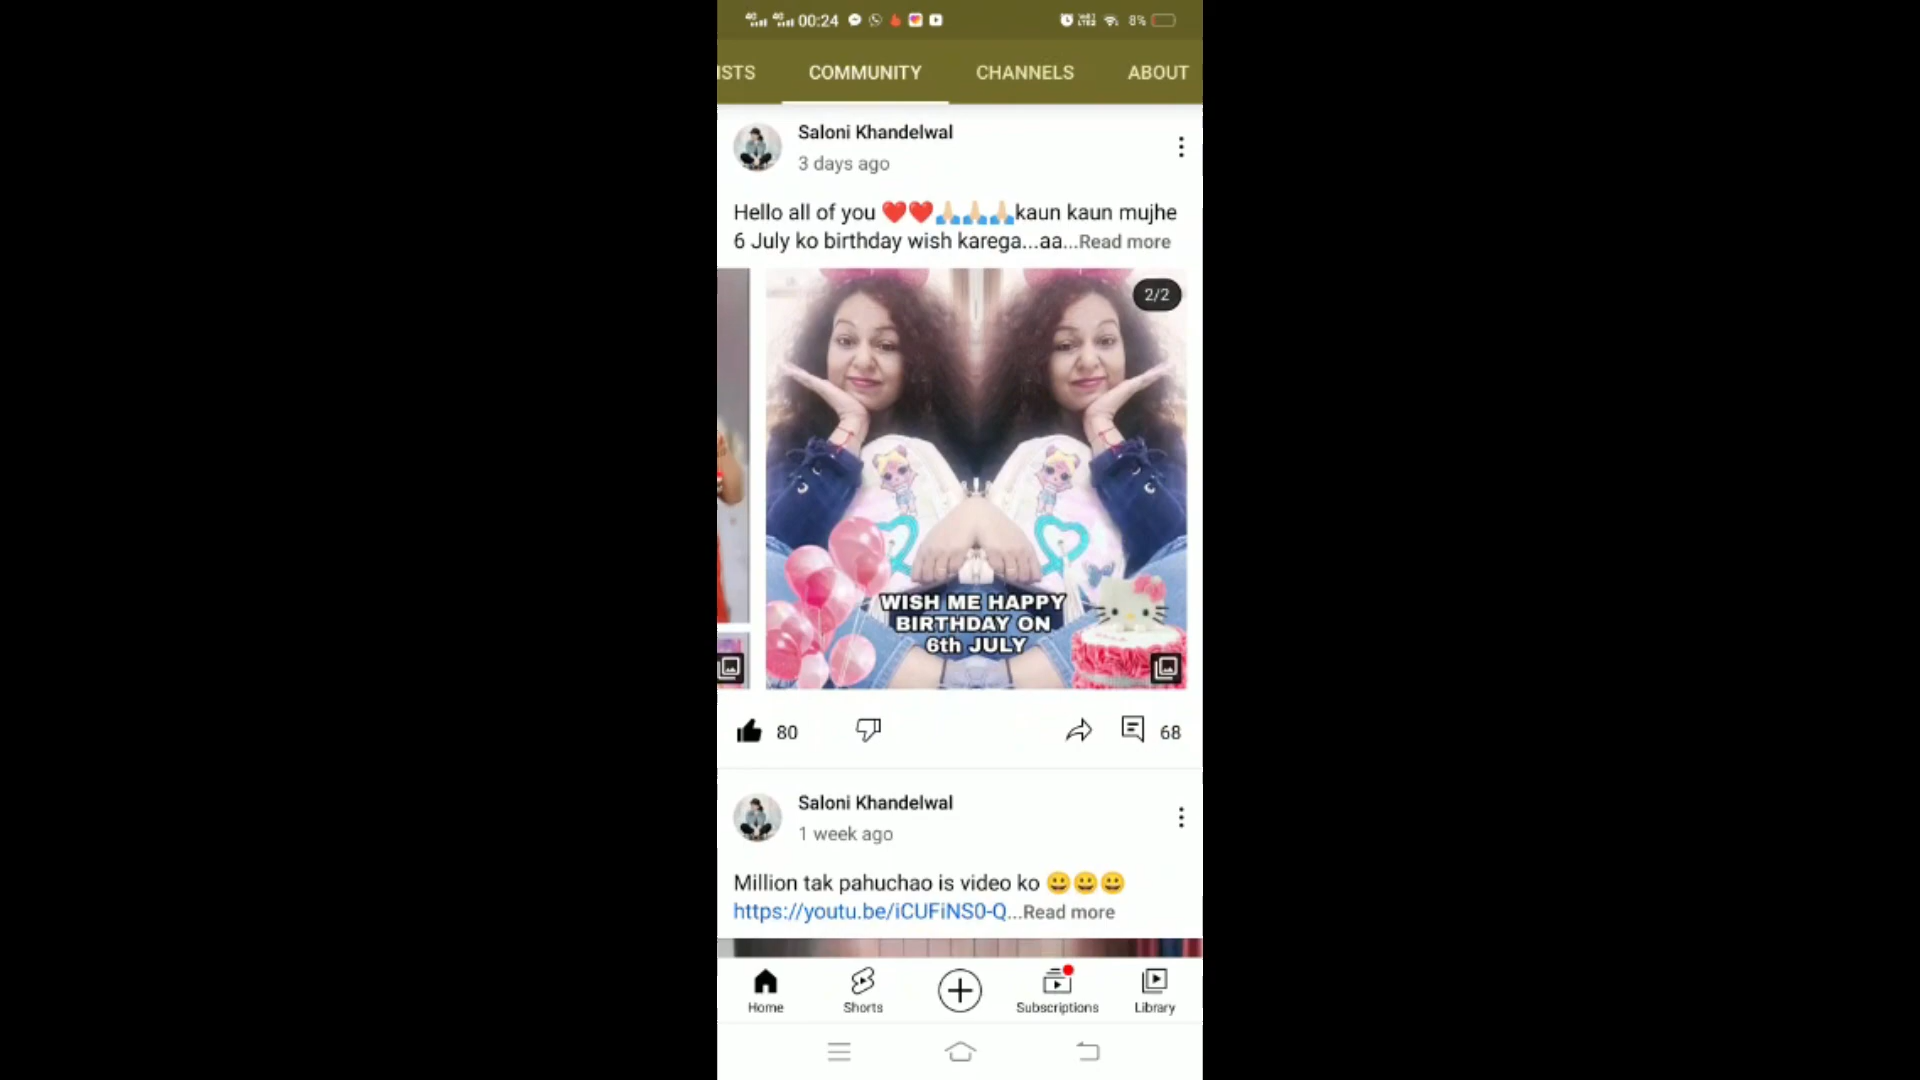 00:24 8%
ISTS COMMUNITY CHANNELS ABOUT
Saloni Khandelwal
3 days ago
Hello all of you ❤️❤️🙏🏻🙏🏻🙏🏻kaun kaun mujhe
6 July ko birthday wish karega...aa...Read more
2/2
WISH ME HAPPY
BIRTHDAY ON
6th JULY
80 68
Saloni Khandelwal
1 week ago
Million tak pahuchao is video ko 😀😀😀
https://youtu.be/iCUFiNS0-Q...Read more
Home Shorts Subscriptions Library